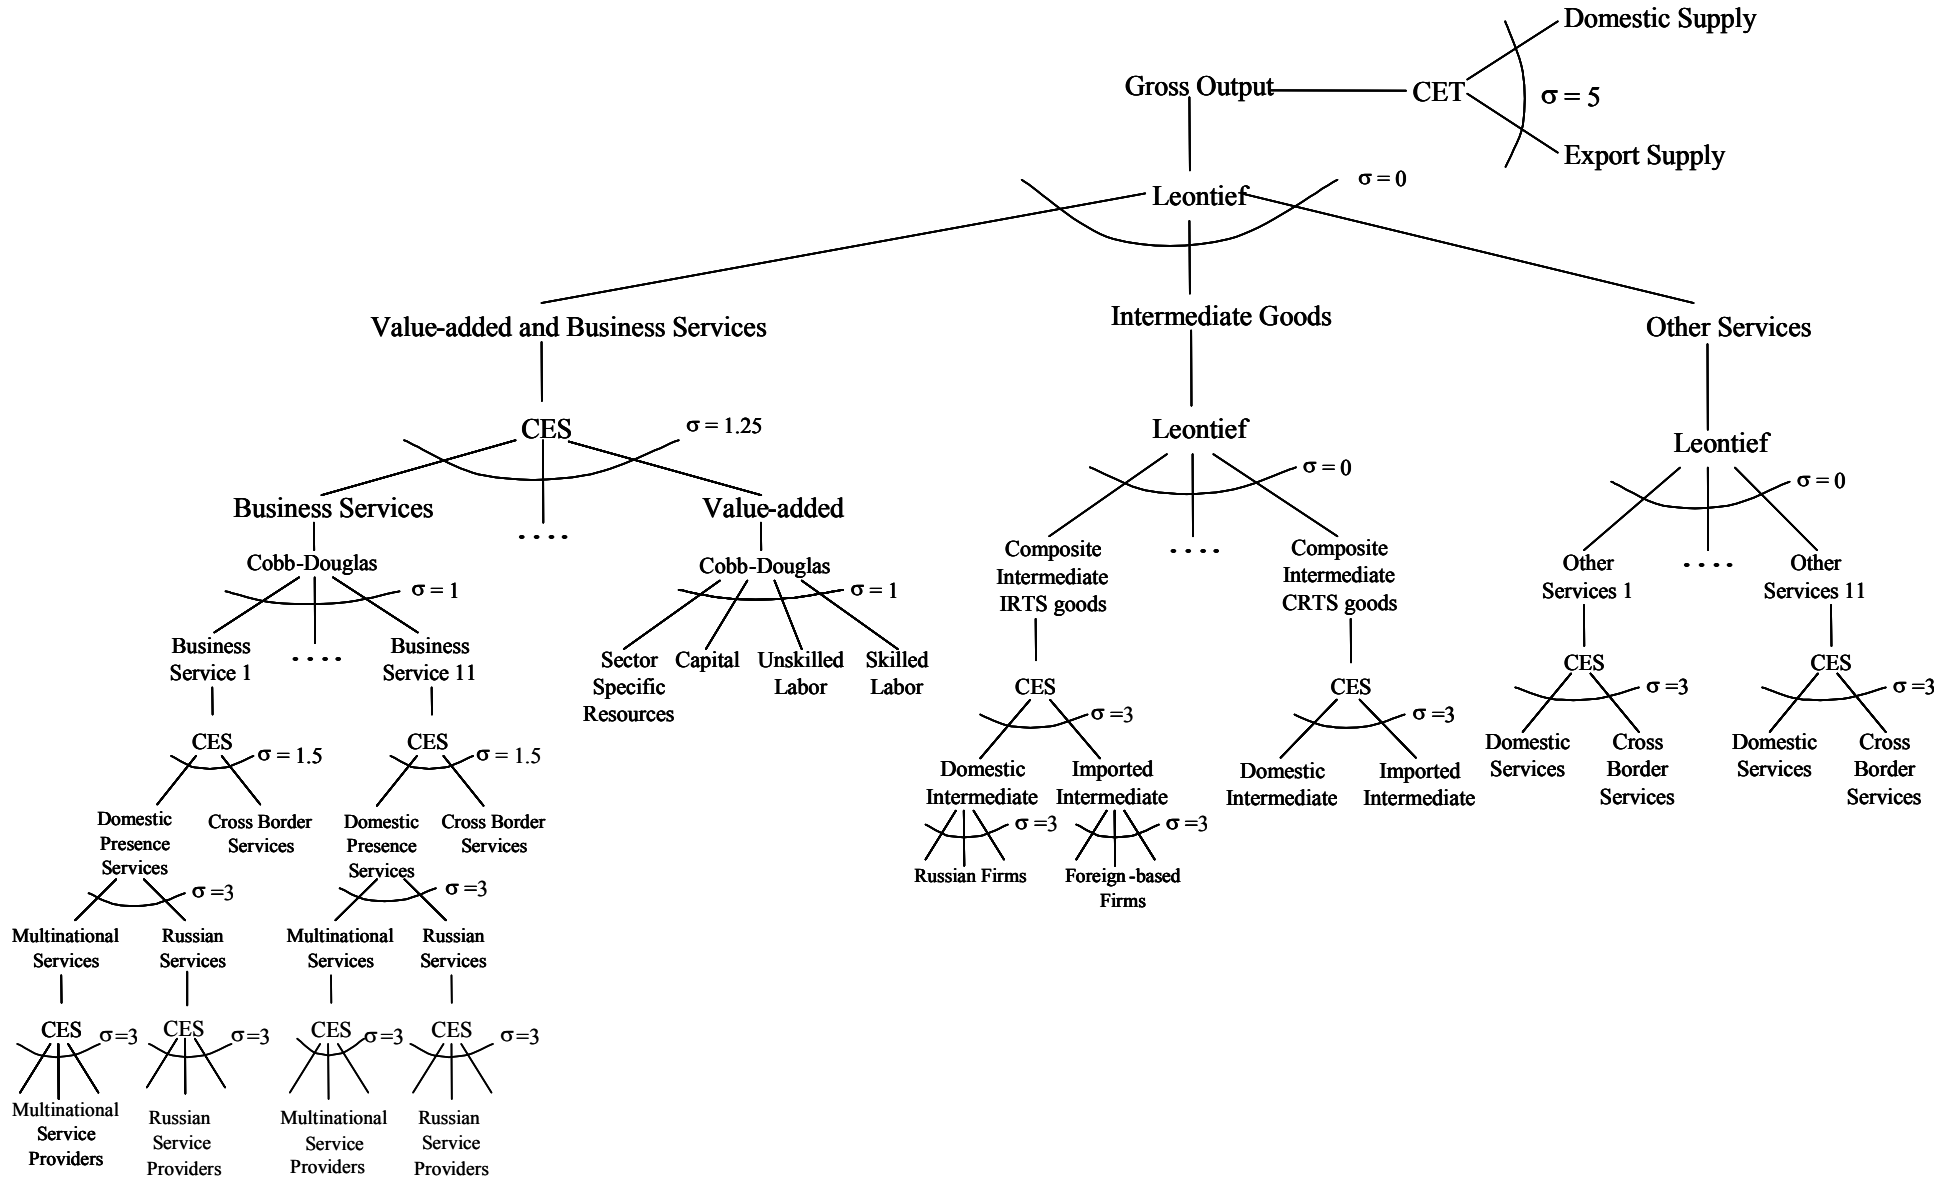 Domestic Supply
Gross Output
CET
σ = 5
Export Supply
Leontief
σ = 0
Value-added and Business Services
Intermediate Goods
Other Services
CES
σ = 1.25
Leontief
σ = 0
Leontief
σ = 0
Business Services
....
Value-added
Cobb-Douglas
σ = 1
Cobb-Douglas
σ = 1
Composite
Intermediate
IRTS goods
....
Composite
Intermediate
CRTS goods
Other
Services 1
....
Other
Services 11
Business
Service 1
....
Business
Service 11
Sector
Specific
Resources
Capital
Unskilled
Labor
Skilled
Labor
CES
σ =3
CES
σ =3
CES
σ =3
CES
σ =3
CES
σ = 1.5
CES
σ = 1.5
Domestic
Intermediate
Imported
Intermediate
Domestic
Intermediate
Imported
Intermediate
Domestic
Services
Cross
Border
Services
Domestic
Services
Cross
Border
Services
Domestic
Presence
Services
Cross Border
Services
Domestic
Presence
Services
Cross Border
Services
σ =3
σ =3
Russian Firms
Foreign -based
Firms
σ =3
σ =3
Multinational
Services
Russian
Services
Multinational
Services
Russian
Services
CES
σ=3
CES
σ=3
CES
σ=3
CES
σ=3
Multinational
Service
Providers
Russian
Service
Providers
Multinational
Service
Providers
Russian
Service
Providers